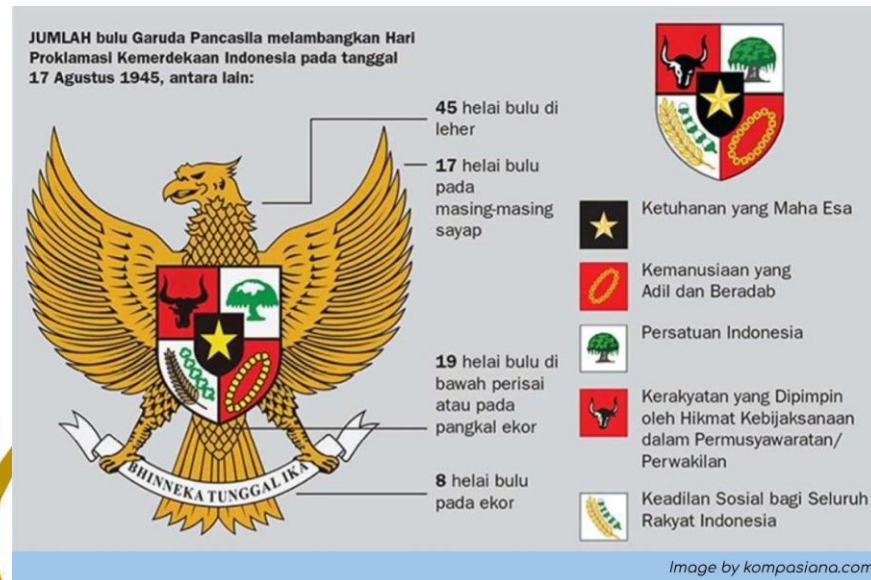 JUMLAH bulu Garuda Pancasila melambangkan Hari
Proklamasi Kemerdekaan Indonesia pada tanggal
17 Agustus 1945, antara lain:
45 helai bulu di
leher
17 helai bulu
pada
masing-masing
sayap
19 helai bulu di
bawah perisai
atau pada
pangkal ekor
8 helai bulu
pada ekor
BHINNEKA TUNGGAL IKA
Ketuhanan yang Maha Esa
Kemanusiaan yang
Adil dan Beradab
Persatuan Indonesia
Kerakyatan yang Dipimpin
oleh Hikmat Kebijaksanaan
dalam Permusyawaratan/
Perwakilan
Keadilan Sosial bagi Seluruh
Rakyat Indonesia
Image by kompasiana.com